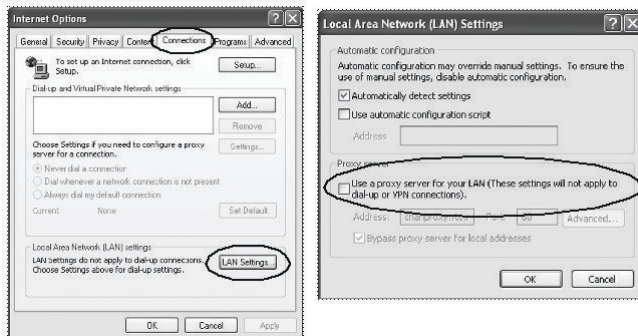 Internet Options
General Security Privacy Content Connections Programs Advanced
To set up an Internet connection, click
Setup.
Setup...
Dial-up and Virtual Private Network settings
Add...
Remove
Choose Settings if you need to configure a proxy
server for a connection.
Settings...
Never dial a connection
Dial whenever a network connection is not present
Always dial my default connection
Current None
Set Default
Local Area Network (LAN) settings
LAN Settings do not apply to dial-up connections.
Choose Settings above for dial-up settings.
LAN Settings...
OK Cancel Apply
Local Area Network (LAN) Settings
Automatic configuration
Automatic configuration may override manual settings. To ensure the
use of manual settings, disable automatic configuration.
Automatically detect settings
Use automatic configuration script
Address
Proxy server
Use a proxy server for your LAN (These settings will not apply to
dial-up or VPN connections).
Address: Port: 80 Advanced...
Bypass proxy server for local addresses
OK Cancel